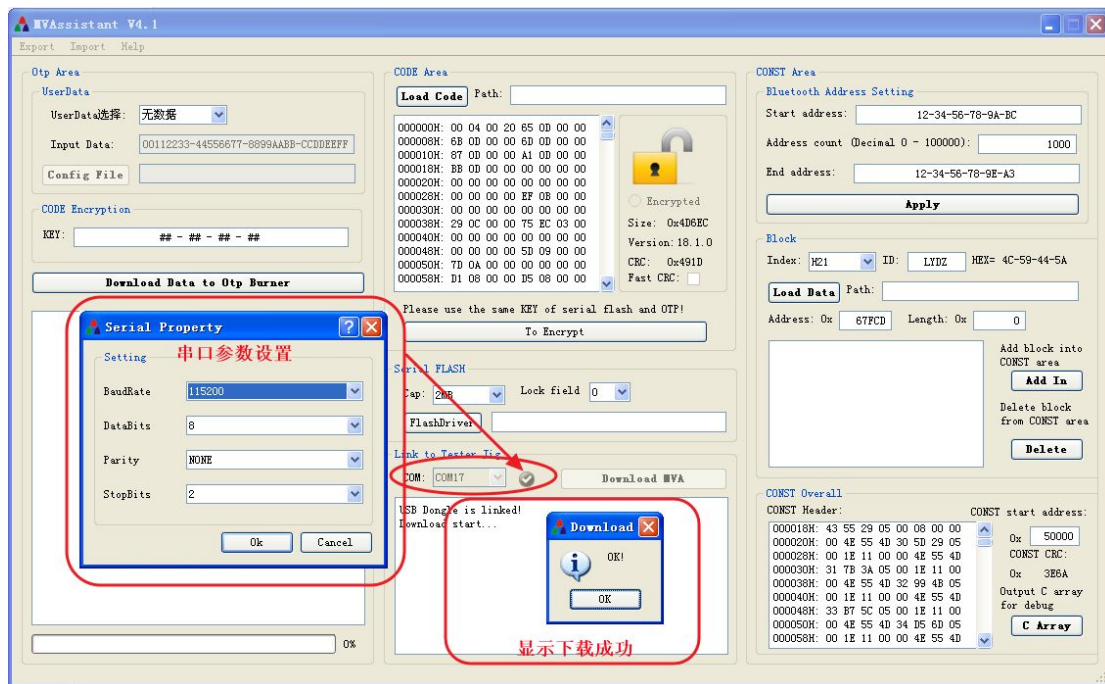 MVAssistant V4.1
Export Import Help
Otp Area
UserData
UserData选择: 无数据
Input Data: 00112233-44556677-8899AABB-CCDDEEFF
Config File
CODE Encryption
KEY: ## - ## - ## - ##
Download Data to Otp Burner
Serial Property
Setting
串口参数设置
BaudRate 115200
DataBits 8
Parity NONE
StopBits 2
Ok Cancel
0%
CODE Area
Load Code Path:
000000H: 00 04 00 20 65 0D 00 00
000008H: 6B 0D 00 00 6D 0D 00 00
000010H: 87 0D 00 00 A1 0D 00 00
000018H: BB 0D 00 00 00 00 00 00
000020H: 00 00 00 00 00 00 00 00
000028H: 00 00 00 00 EF 0B 00 00
000030H: 00 00 00 00 00 00 00 00
000038H: 29 0C 00 00 75 EC 03 00
000040H: 00 00 00 00 00 00 00 00
000048H: 00 00 00 00 5D 09 00 00
000050H: 7D 0A 00 00 00 00 00 00
000058H: D1 08 00 00 D5 08 00 00
Encrypted
Size: 0x4D6EC
Version: 18.1.0
CRC: 0x491D
Fast CRC:
Please use the same KEY of serial flash and OTP!
To Encrypt
Serial FLASH
Cap: 2MB Lock field 0
FlashDriver
Link to Tester Jig
COM: COM17 Download MVA
USB Dongle is linked!
Download start...
Download
OK!
OK
显示下载成功
CONST Area
Bluetooth Address Setting
Start address: 12-34-56-78-9A-BC
Address count (Decimal 0 - 100000): 1000
End address: 12-34-56-78-9E-A3
Apply
Block
Index: H21 ID: LYDZ HEX= 4C-59-44-5A
Load Data Path:
Address: 0x 67FCD Length: 0x 0
Add block into
CONST area
Add In
Delete block
from CONST area
Delete
CONST Overall
CONST Header:
000018H: 43 55 29 05 00 08 00 00
000020H: 00 4E 55 4D 30 5D 29 05
000028H: 00 1E 11 00 00 4E 55 4D
000030H: 31 7B 3A 05 00 1E 11 00
000038H: 00 4E 55 4D 32 99 4B 05
000040H: 00 1E 11 00 00 4E 55 4D
000048H: 33 B7 5C 05 00 1E 11 00
000050H: 00 4E 55 4D 34 D5 6D 05
000058H: 00 1E 11 00 00 4E 55 4D
CONST start address:
0x 50000
CONST CRC:
0x 3E6A
Output C array
for debug
C Array